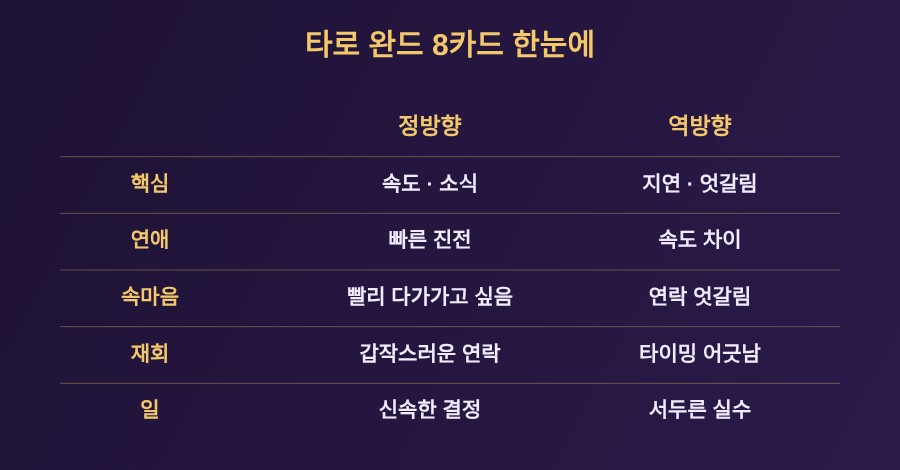 타로 완드 8카드 한눈에
정방향 역방향
핵심 속도 · 소식 지연 · 엇갈림
연애 빠른 진전 속도 차이
속마음 빨리 다가가고 싶음 연락 엇갈림
재회 갑작스러운 연락 타이밍 어긋남
일 신속한 결정 서두른 실수